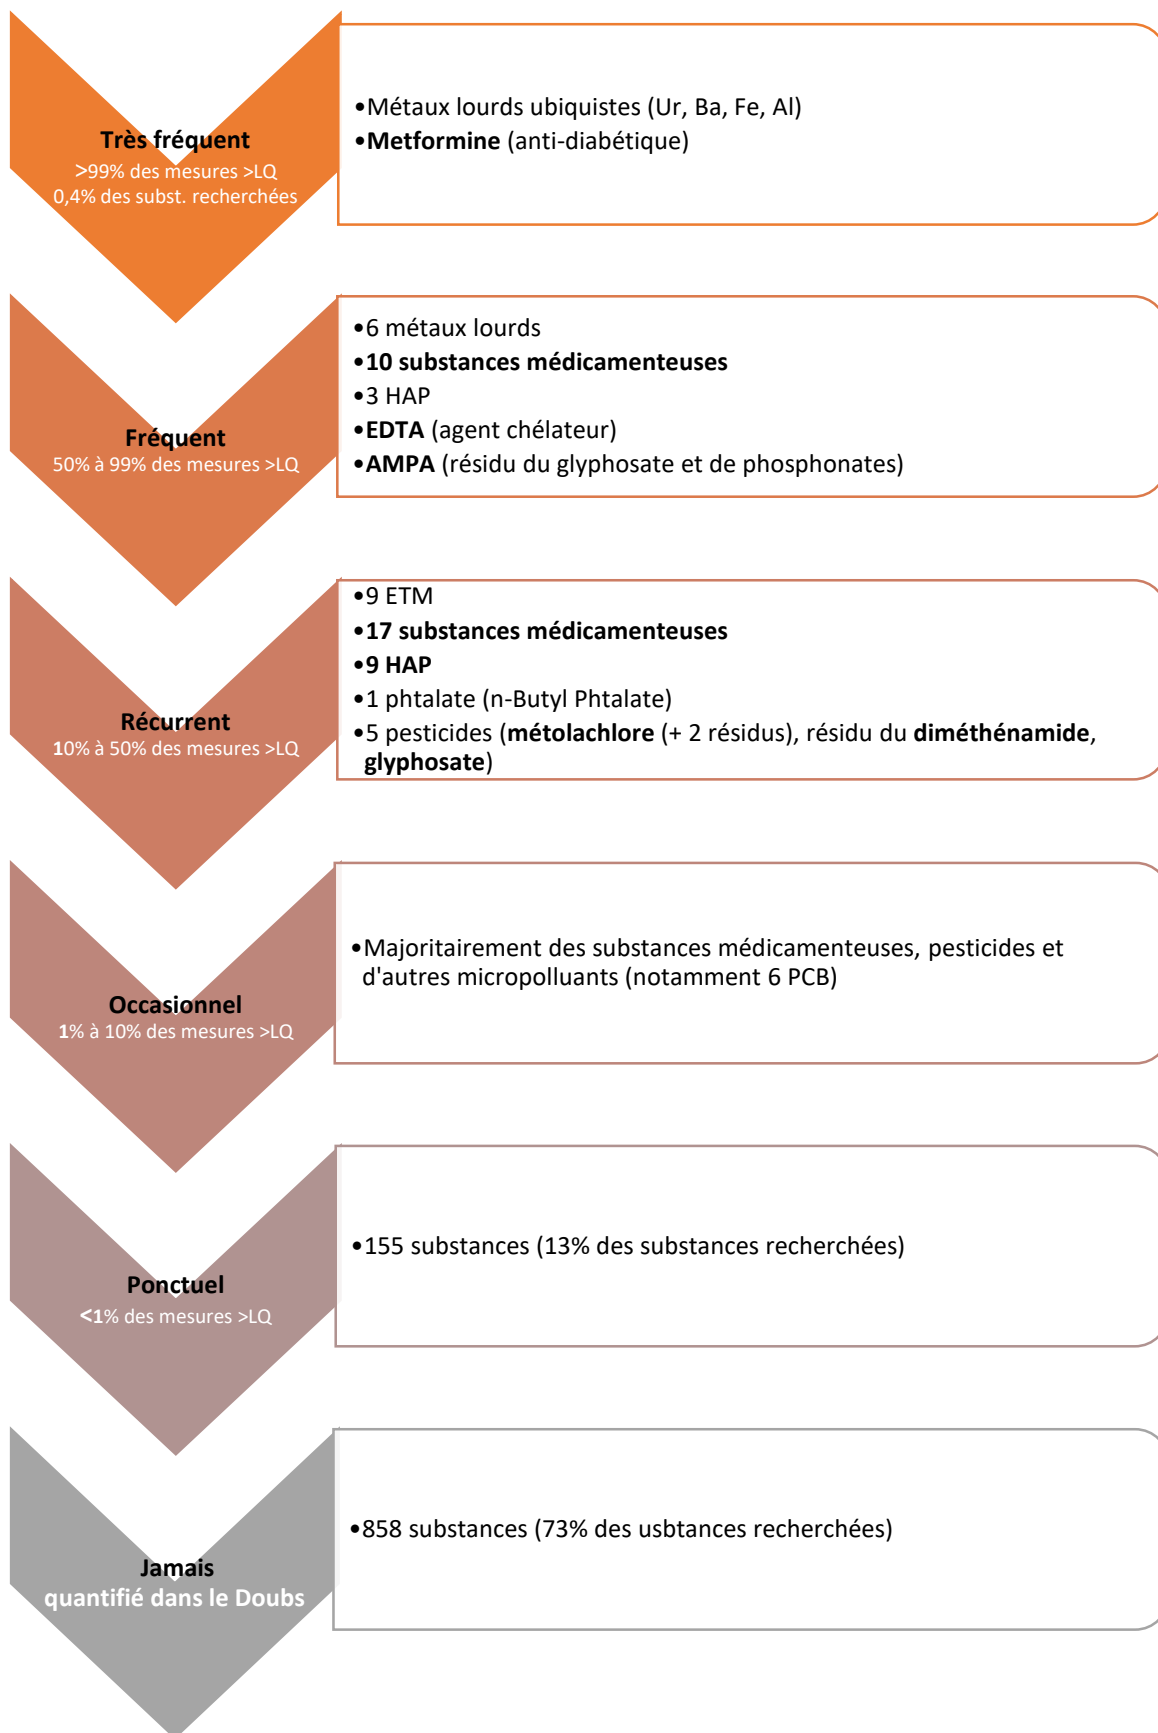 Très fréquent
>99% des mesures >LQ
0,4% des subst. recherchées
•Métaux lourds ubiquistes (Ur, Ba, Fe, Al)
•Metformine (anti-diabétique)
Fréquent
50% à 99% des mesures >LQ
•6 métaux lourds
•10 substances médicamenteuses
•3 HAP
•EDTA (agent chélateur)
•AMPA (résidu du glyphosate et de phosphonates)
Récurrent
10% à 50% des mesures >LQ
•9 ETM
•17 substances médicamenteuses
•9 HAP
•1 phtalate (n-Butyl Phtalate)
•5 pesticides (métolachlore (+ 2 résidus), résidu du diméthénamide,
glyphosate)
Occasionnel
1% à 10% des mesures >LQ
•Majoritairement des substances médicamenteuses, pesticides et
d'autres micropolluants (notamment 6 PCB)
Ponctuel
<1% des mesures >LQ
•155 substances (13% des substances recherchées)
Jamais
quantifié dans le Doubs
•858 substances (73% des usbtances recherchées)